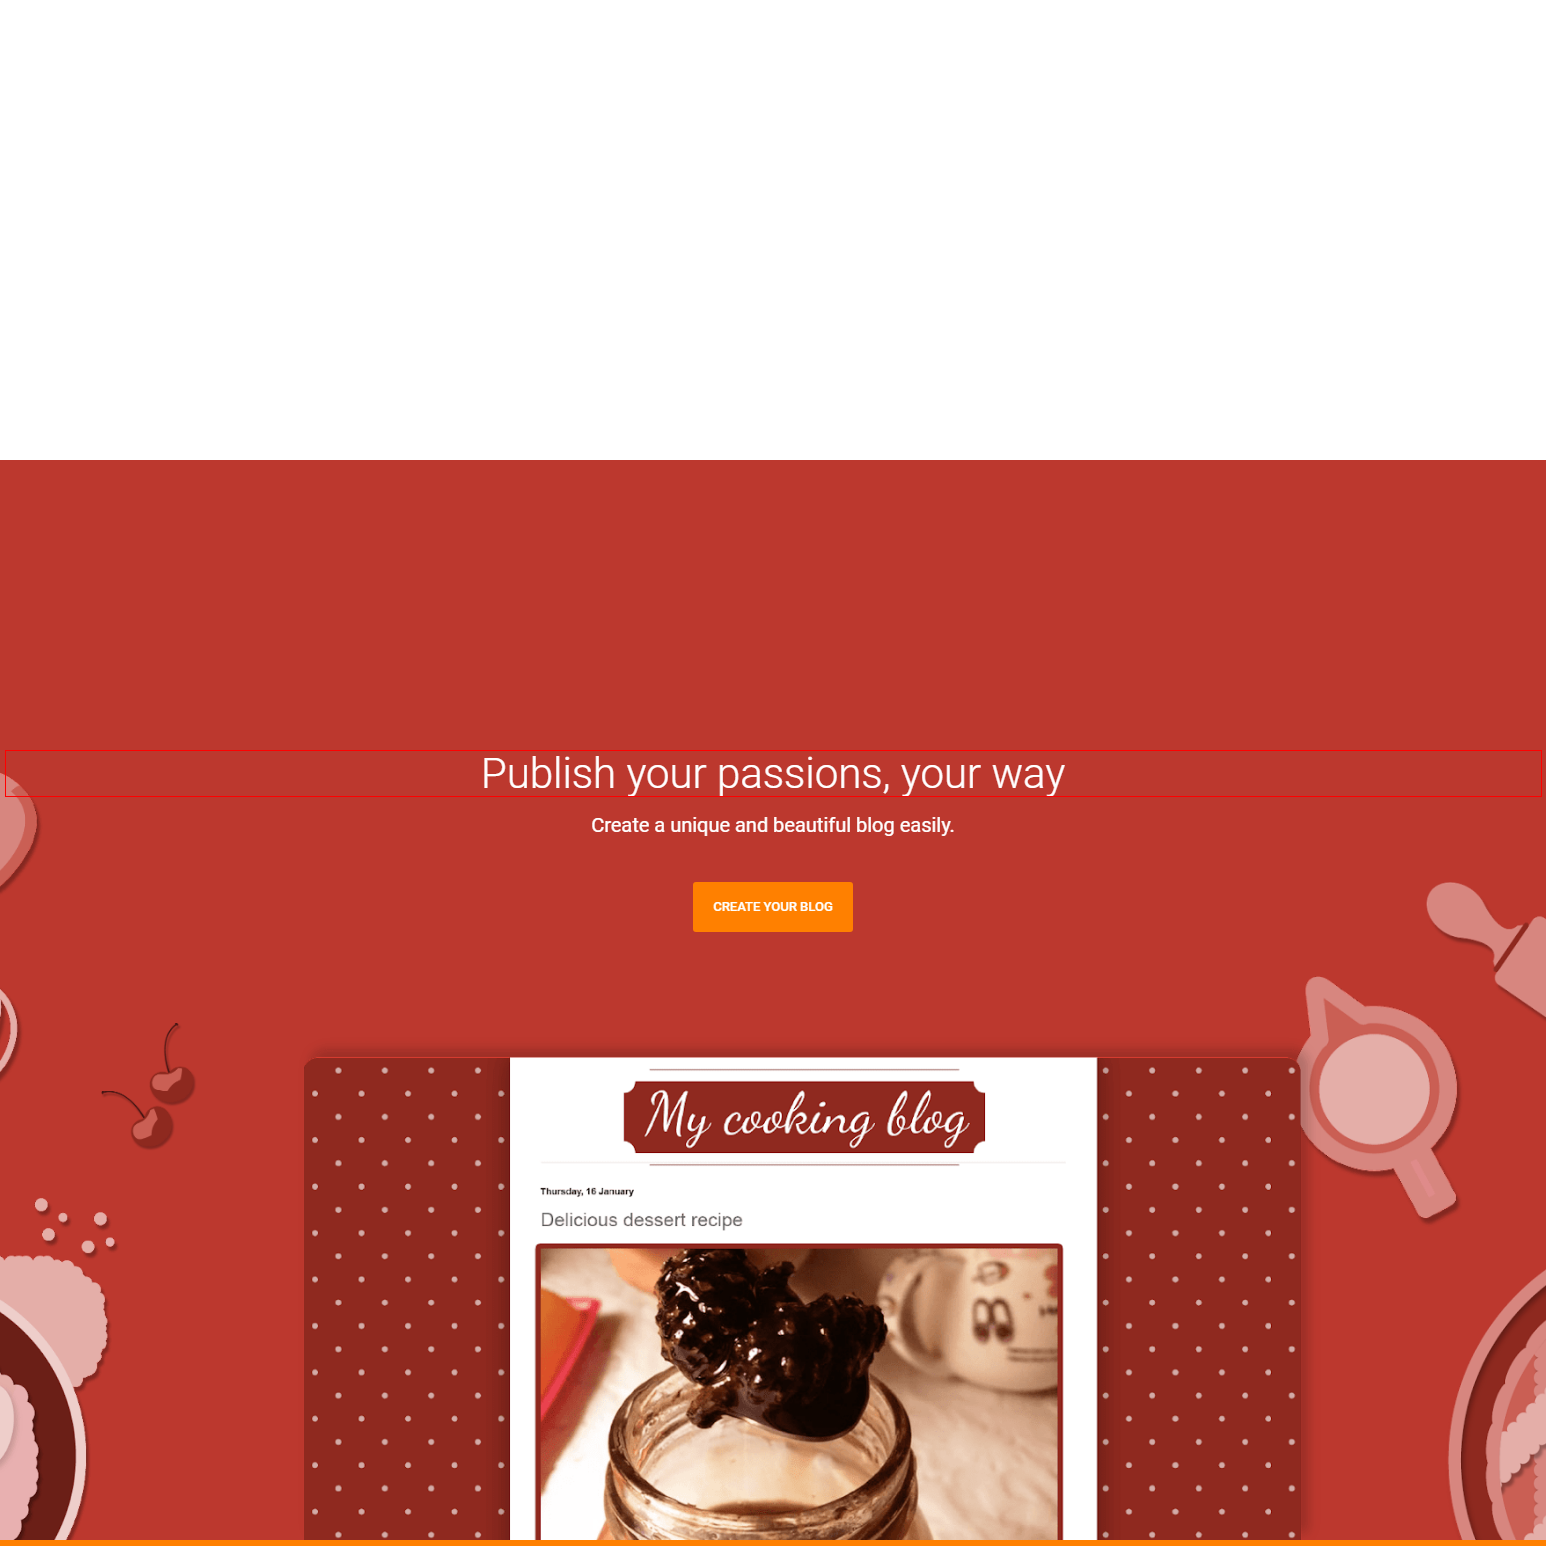 Publish your passions, your way
Create a unique and beautiful blog easily.
CREATE YOUR BLOG
My cooking blog
Thursday, 16 January
Delicious dessert recipe